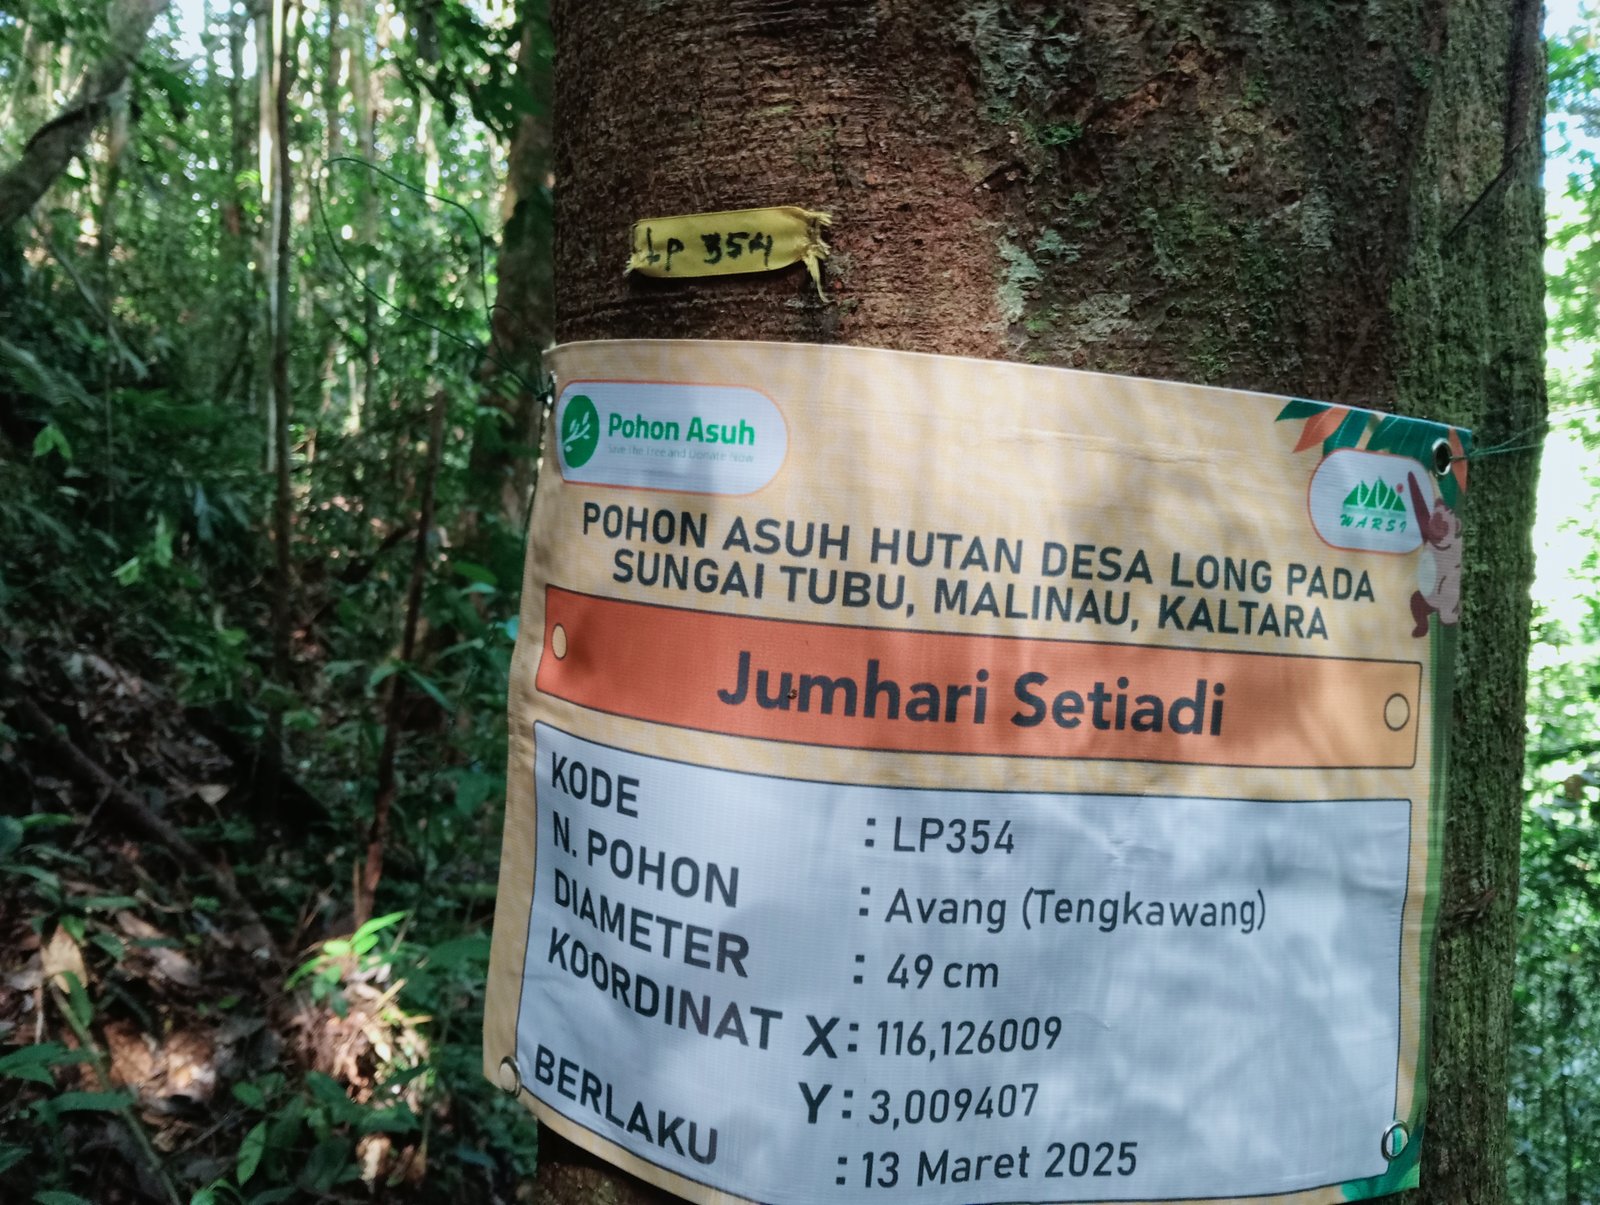 LP 354
Pohon Asuh
Save The Tree and Donate Now
WARSI
POHON ASUH HUTAN DESA LONG PADA
SUNGAI TUBU, MALINAU, KALTARA
Jumhari Setiadi
KODE : LP354
N. POHON : Avang (Tengkawang)
DIAMETER : 49 cm
KOORDINAT X : 116,126009
Y : 3,009407
BERLAKU : 13 Maret 2025